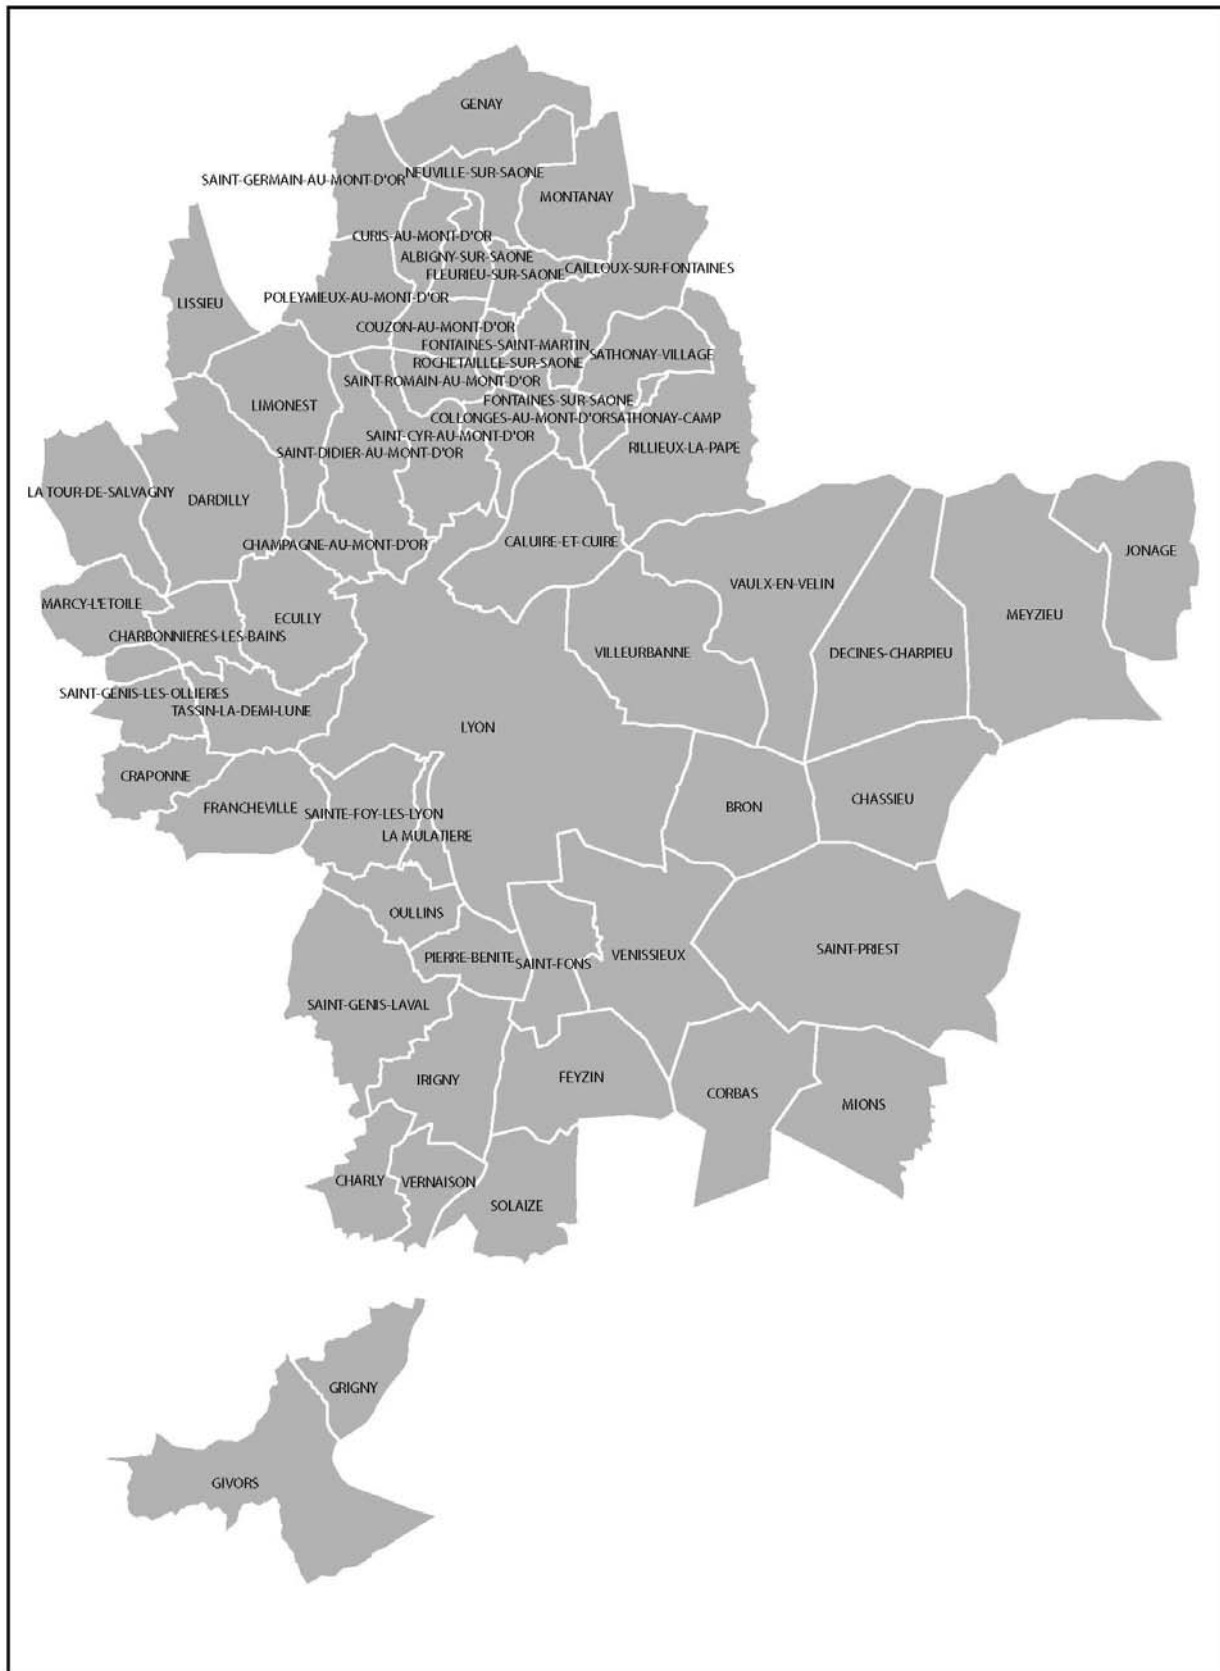 GENAY
NEUVILLE-SUR-SAONE
SAINT-GERMAIN-AU-MONT-D'OR
MONTANAY
CURIS-AU-MONT-D'OR
ALBIGNY-SUR-SAONE
CAILLOUX-SUR-FONTAINES
FLEURIEU-SUR-SAONE
POLEYMIEUX-AU-MONT-D'OR
LISSIEU
COUZON-AU-MONT-D'OR
FONTAINES-SAINT-MARTIN
SATHONAY-VILLAGE
ROCHETAILLEE-SUR-SAONE
SAINT-ROMAIN-AU-MONT-D'OR
FONTAINES-SUR-SAONE
LIMONEST
COLLONGES-AU-MONT-D'OR
SATHONAY-CAMP
SAINT-CYR-AU-MONT-D'OR
RILLIEUX-LA-PAPE
SAINT-DIDIER-AU-MONT-D'OR
LA TOUR-DE-SALVAGNY
DARDILLY
CHAMPAGNE-AU-MONT-D'OR
CALUIRE-ET-CUIRE
JONAGE
VAULX-EN-VELIN
MARCY-L'ETOILE
MEYZIEU
ECULLY
CHARBONNIERES-LES-BAINS
VILLEURBANNE
DECINES-CHARPIEU
SAINT-GENIS-LES-OLLIERES
TASSIN-LA-DEMI-LUNE
LYON
CRAPONNE
CHASSIEU
FRANCHEVILLE
BRON
SAINTE-FOY-LES-LYON
LA MULATIERE
OULLINS
SAINT-PRIEST
VENISSIEUX
PIERRE-BENITE
SAINT-FONS
SAINT-GENIS-LAVAL
FEYZIN
IRIGNY
CORBAS
MIONS
CHARLY
VERNAISON
SOLAIZE
GRIGNY
GIVORS